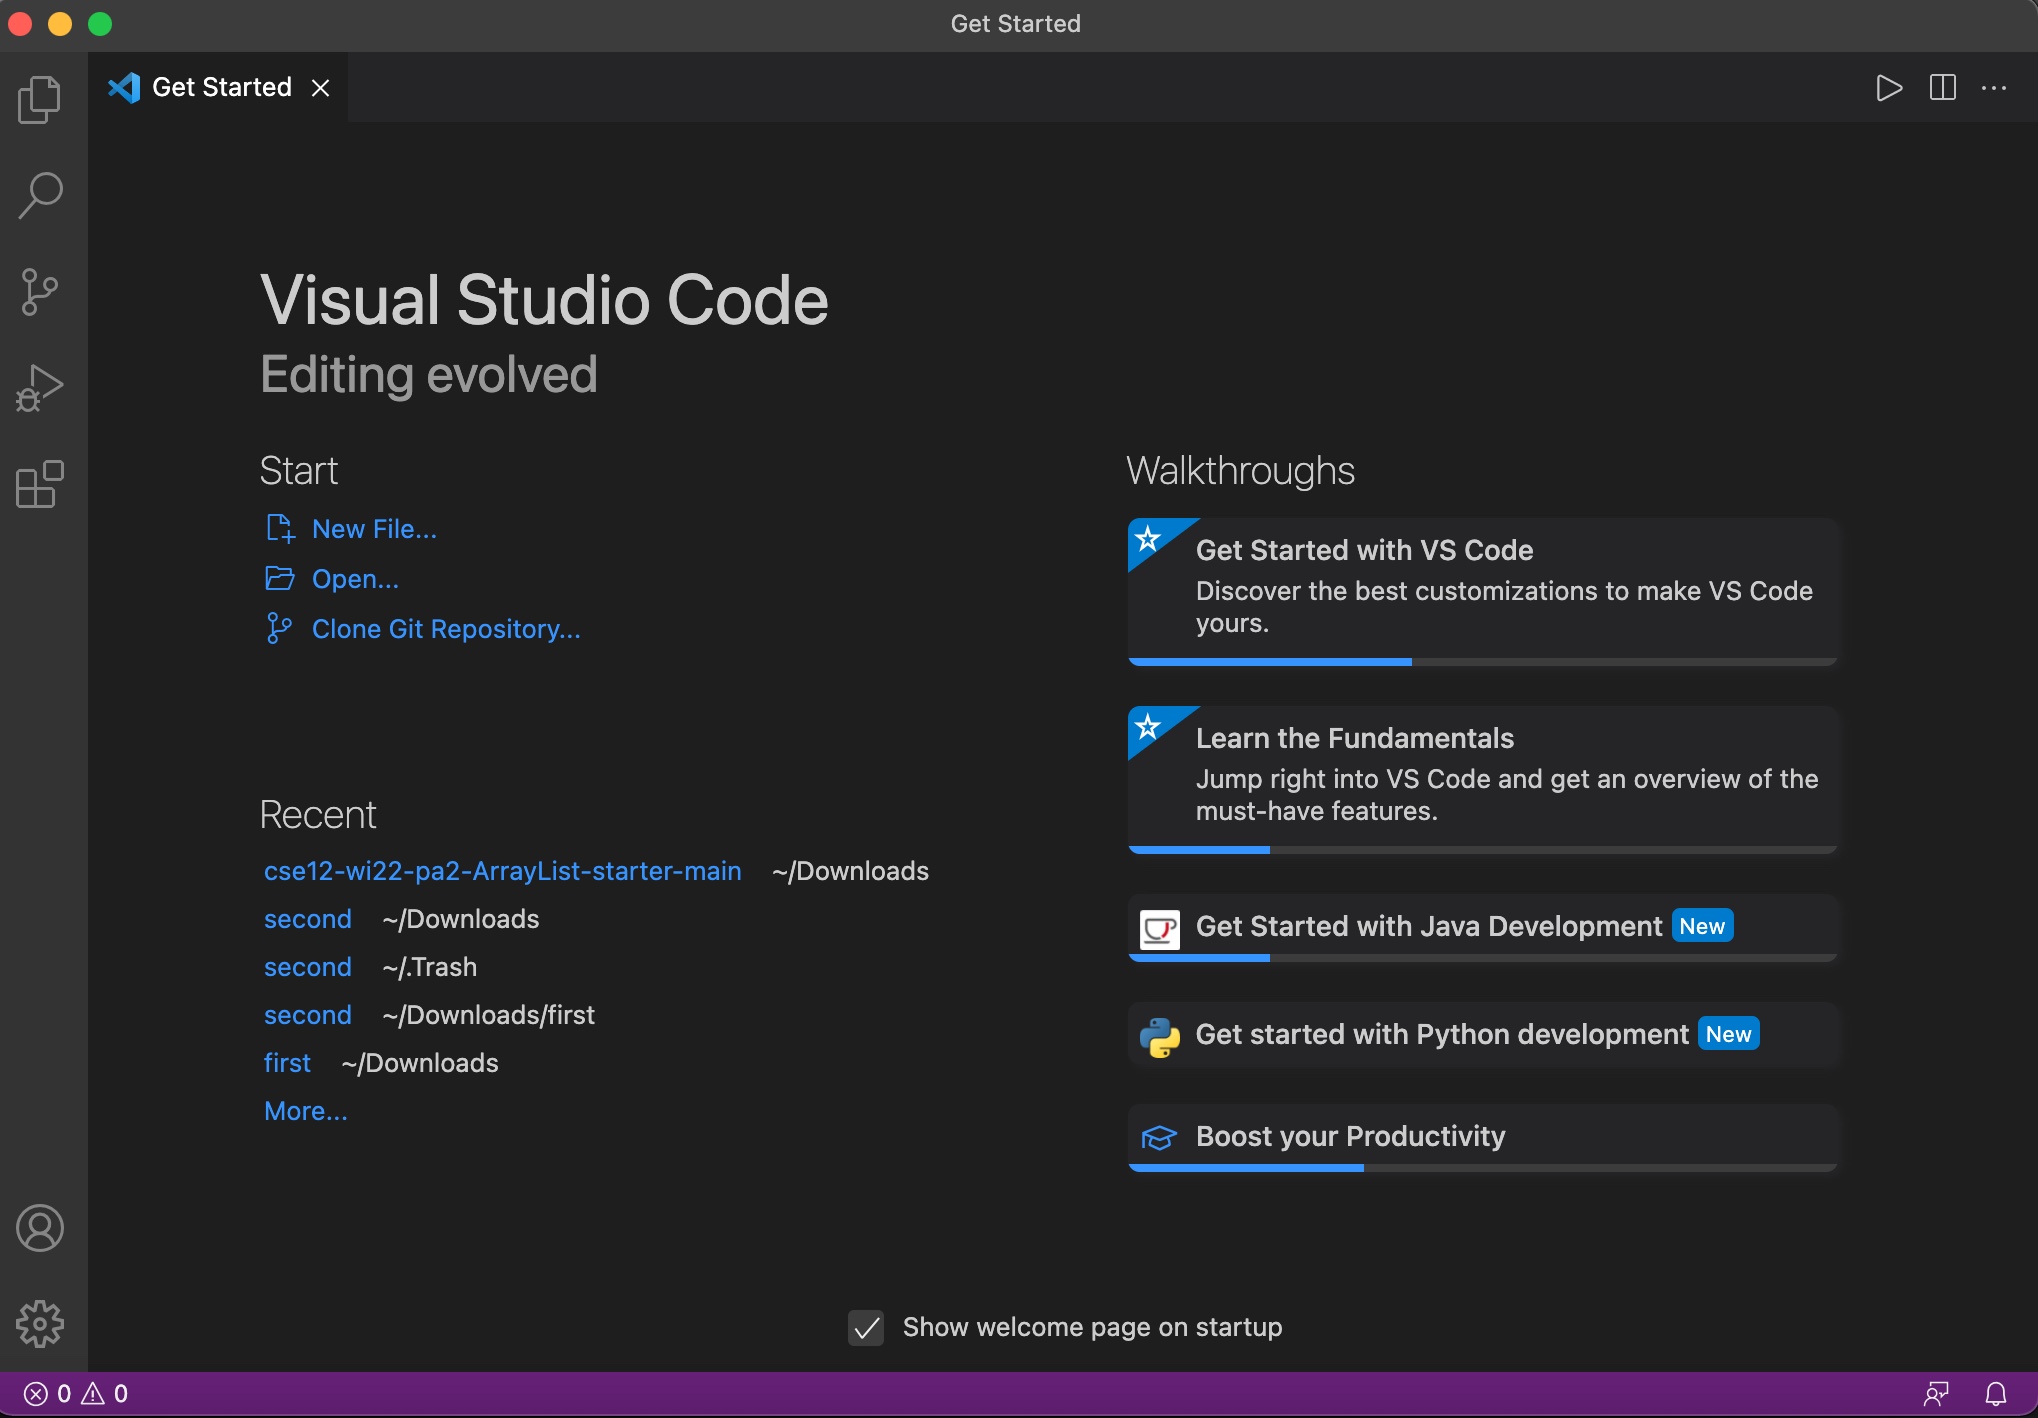 Get Started
Get Started
Visual Studio Code
Editing evolved
Start
New File...
Open...
Clone Git Repository...
Recent
cse12-wi22-pa2-ArrayList-starter-main ~/Downloads
second ~/Downloads
second ~/.Trash
second ~/Downloads/first
first ~/Downloads
More...
Walkthroughs
Get Started with VS Code
Discover the best customizations to make VS Code
yours.
Learn the Fundamentals
Jump right into VS Code and get an overview of the
must-have features.
Get Started with Java Development New
Get started with Python development New
Boost your Productivity
Show welcome page on startup
0 0